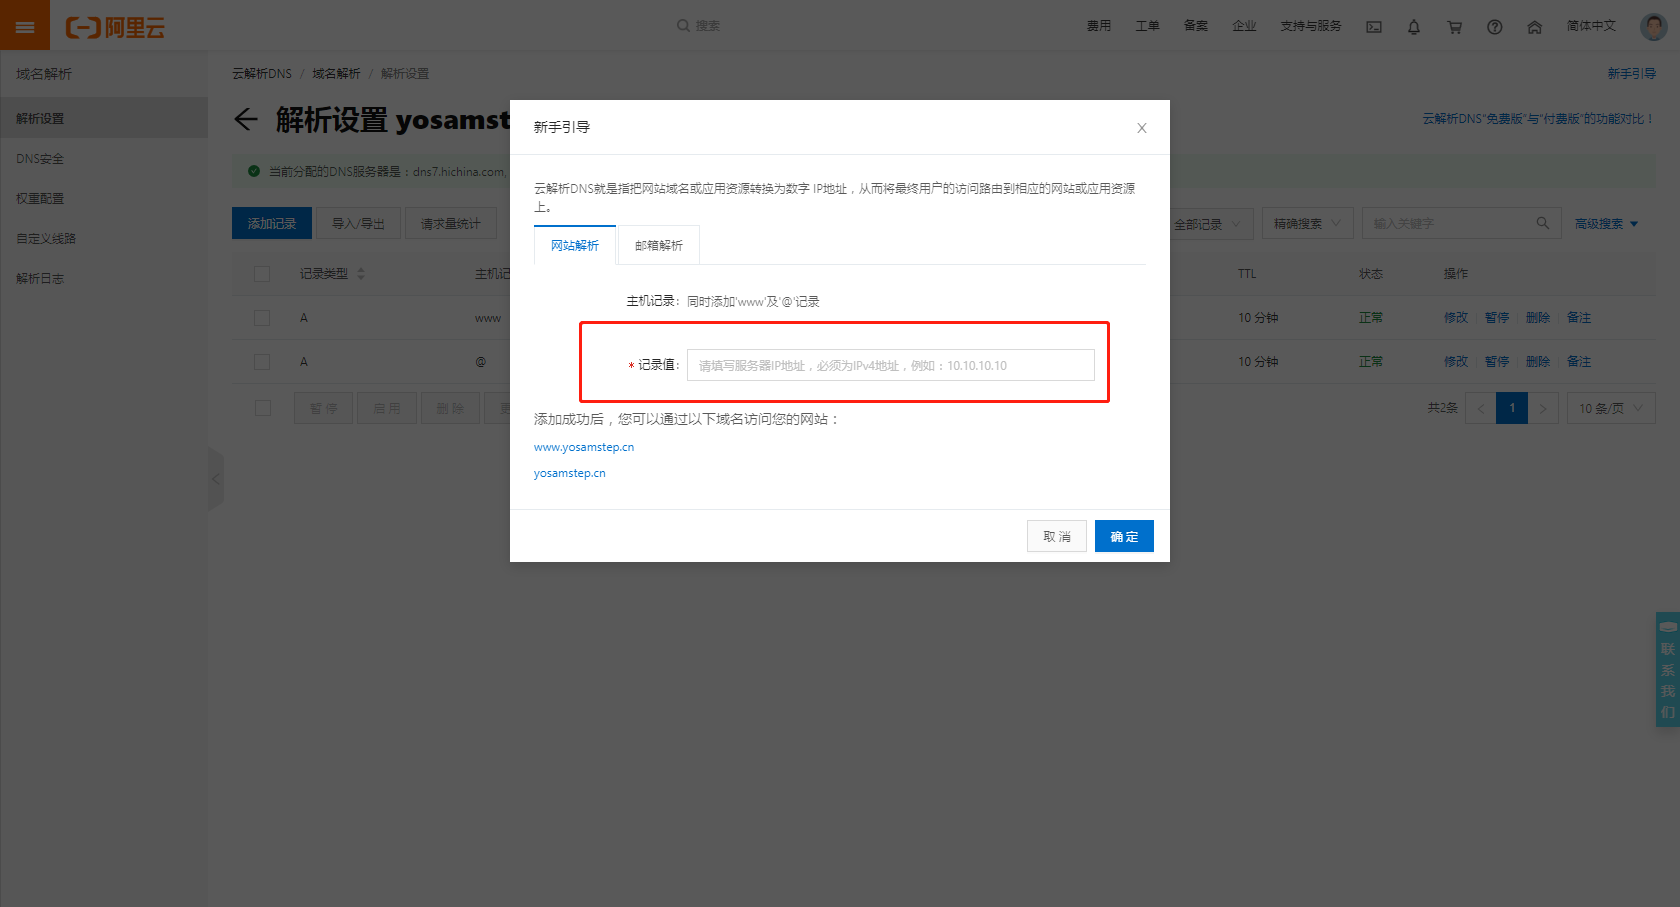 阿里云
搜索
费用 工单 备案 企业 支持与服务 简体中文
域名解析
解析设置
DNS安全
权重配置
自定义线路
解析日志
云解析DNS / 域名解析 / 解析设置
新手引导
解析设置 yosamst
云解析DNS“免费版”与“付费版”的功能对比！
当前分配的DNS服务器是：dns7.hichina.com,
添加记录 导入/导出 请求量统计 全部记录 精确搜索 输入关键字 高级搜索
记录类型 主机记 TTL 状态 操作
A www 10 分钟 正常 修改 暂停 删除 备注
A @ 10 分钟 正常 修改 暂停 删除 备注
暂停 启用 删除 共2条 < 1 > 10 条/页
新手引导
云解析DNS就是指把网站域名或应用资源转换为数字 IP地址，从而将最终用户的访问路由到相应的网站或应用资源
上。
网站解析 邮箱解析
主机记录： 同时添加'www'及'@'记录
* 记录值： 请填写服务器IP地址，必须为IPv4地址，例如：10.10.10.10
添加成功后，您可以通过以下域名访问您的网站：
www.yosamstep.cn
yosamstep.cn
取消 确定
联系我们